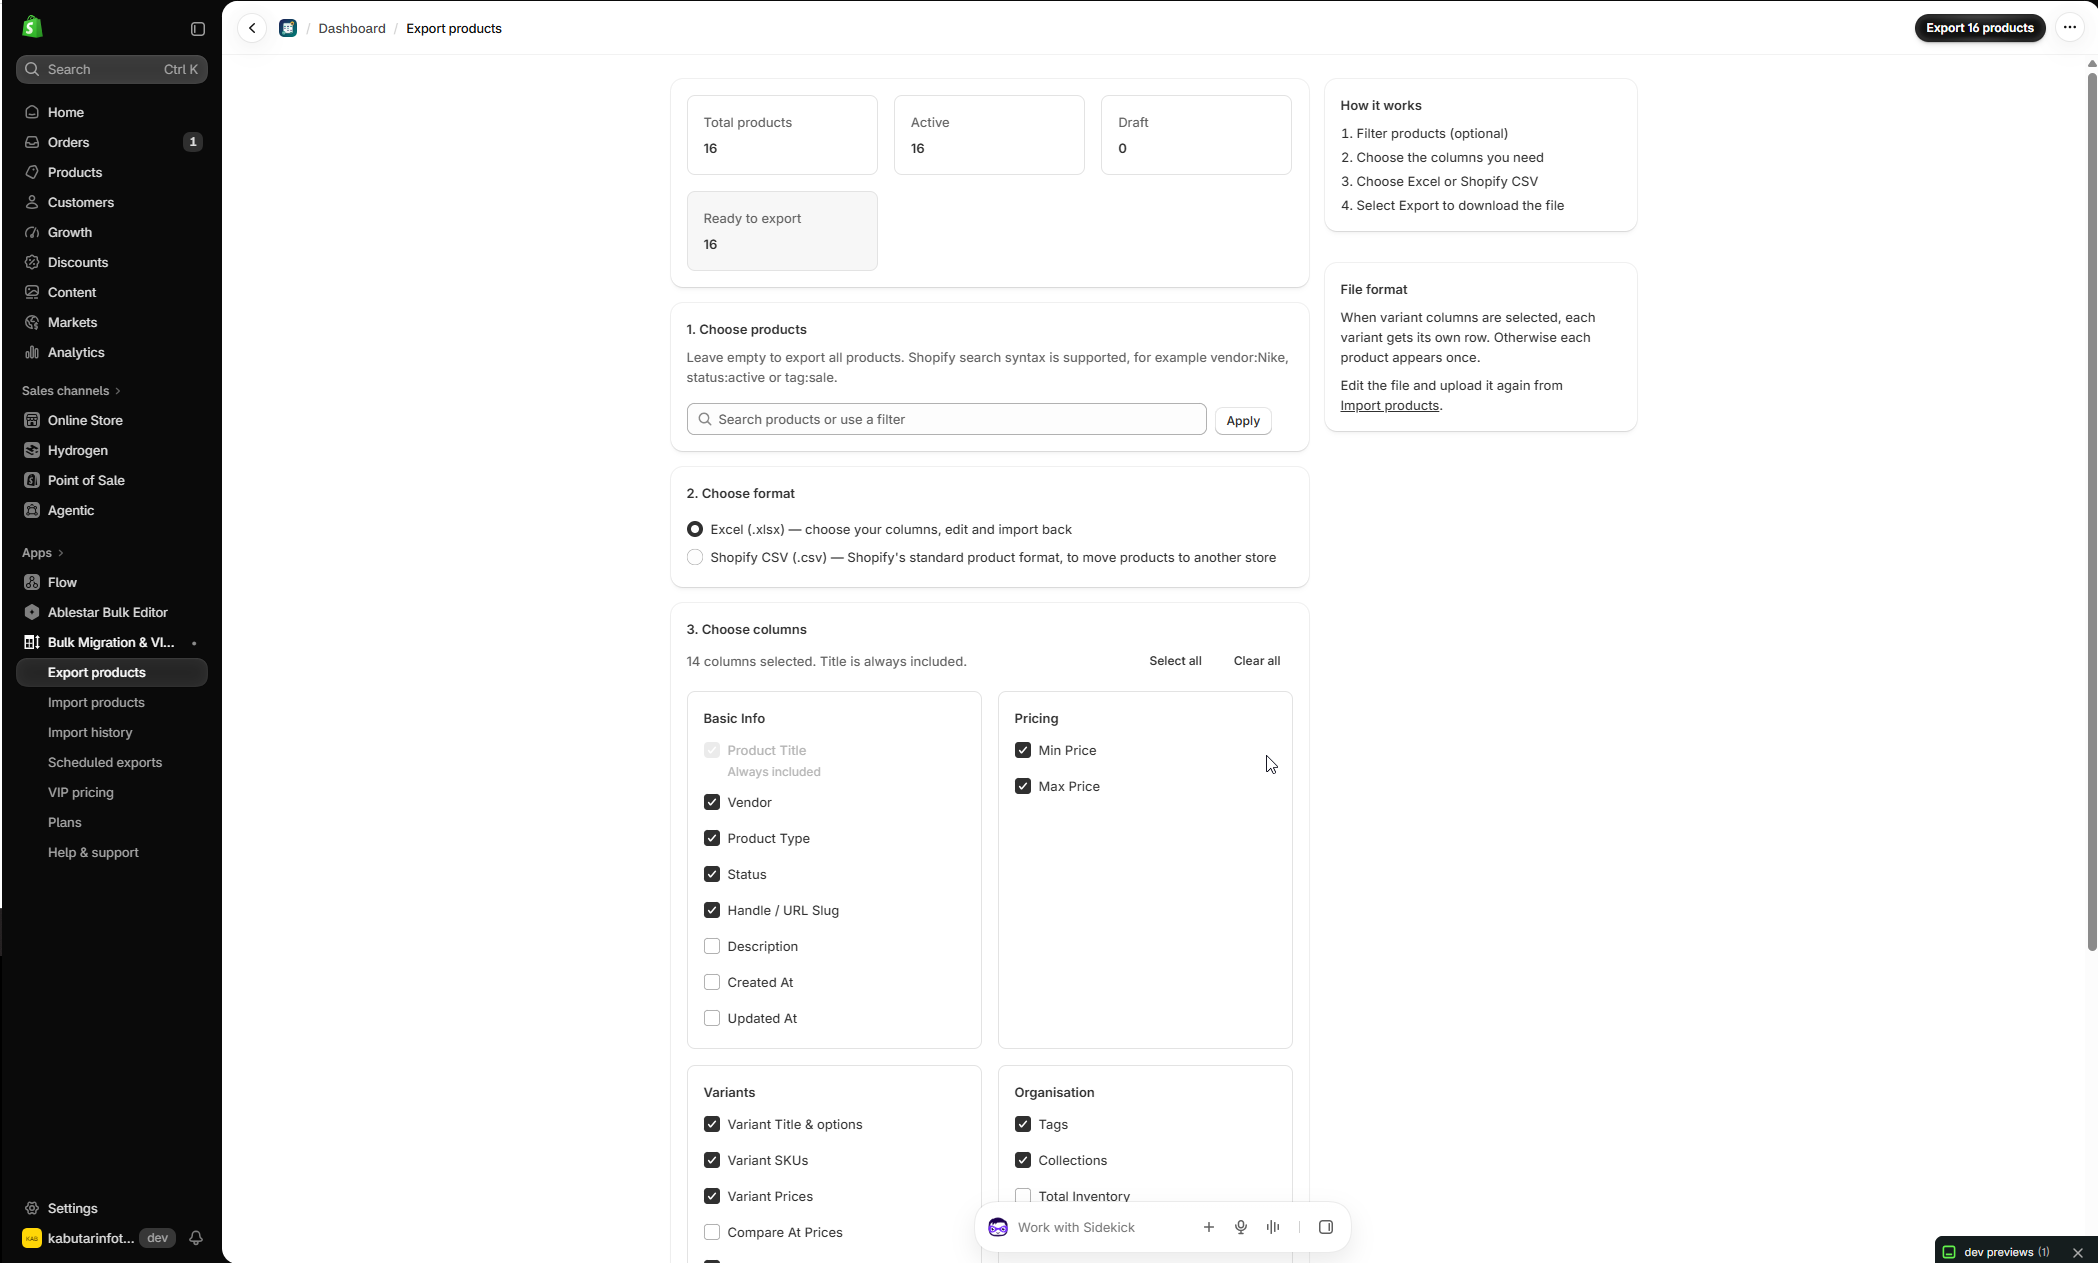 Search Ctrl K
Home
Orders 1
Products
Customers
Growth
Discounts
Content
Markets
Analytics
Sales channels
Online Store
Hydrogen
Point of Sale
Agentic
Apps
Flow
Ablestar Bulk Editor
Bulk Migration & VI...
Export products
Import products
Import history
Scheduled exports
VIP pricing
Plans
Help & support
Settings
kabutarinfot... dev
/ Dashboard / Export products
Export 16 products
Total products
16
Active
16
Draft
0
Ready to export
16
1. Choose products
Leave empty to export all products. Shopify search syntax is supported, for example vendor:Nike,
status:active or tag:sale.
Search products or use a filter
Apply
2. Choose format
Excel (.xlsx) — choose your columns, edit and import back
Shopify CSV (.csv) — Shopify's standard product format, to move products to another store
3. Choose columns
14 columns selected. Title is always included.
Select all
Clear all
Basic Info
Product Title
Always included
Vendor
Product Type
Status
Handle / URL Slug
Description
Created At
Updated At
Pricing
Min Price
Max Price
Variants
Variant Title & options
Variant SKUs
Variant Prices
Compare At Prices
Organisation
Tags
Collections
Total Inventory
How it works
1. Filter products (optional)
2. Choose the columns you need
3. Choose Excel or Shopify CSV
4. Select Export to download the file
File format
When variant columns are selected, each
variant gets its own row. Otherwise each
product appears once.
Edit the file and upload it again from
Import products.
Work with Sidekick
dev previews (1)